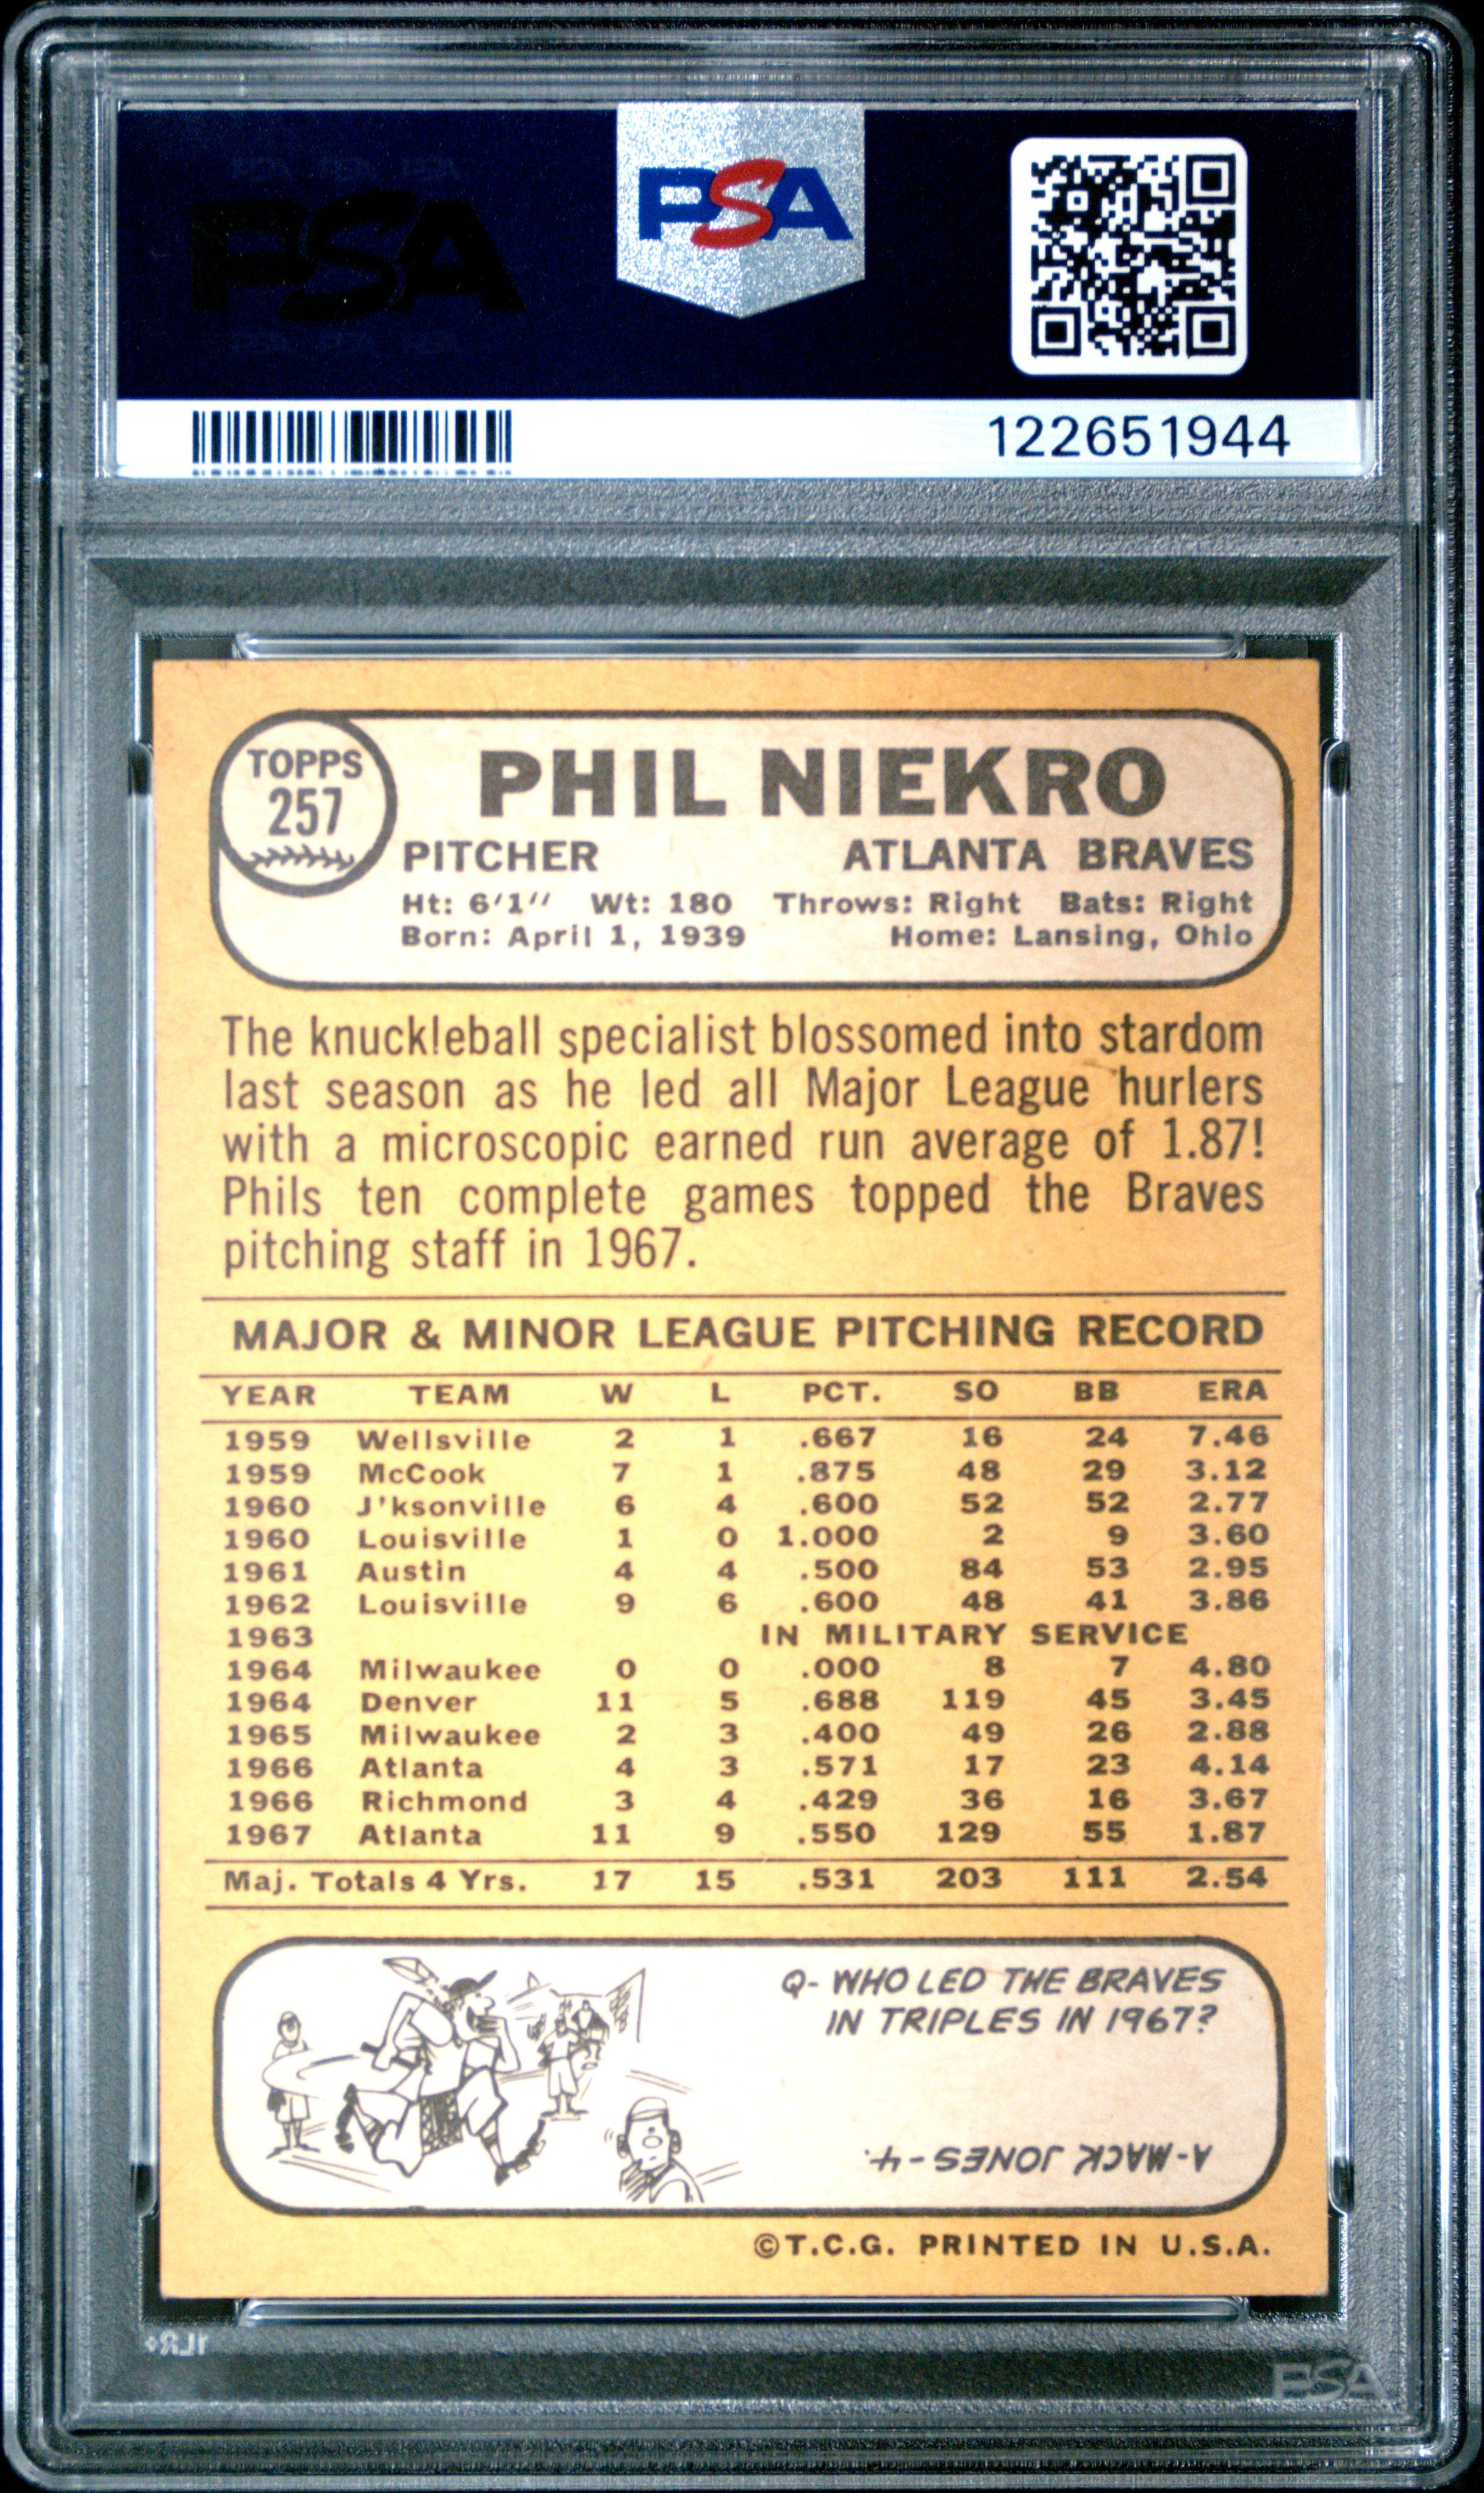 PSA
PSA
122651944
TOPPS
257
PHIL NIEKRO
PITCHER ATLANTA BRAVES
Ht: 6'1" Wt: 180 Throws: Right Bats: Right
Born: April 1, 1939 Home: Lansing, Ohio
The knuckleball specialist blossomed into stardom
last season as he led all Major League hurlers
with a microscopic earned run average of 1.87!
Phils ten complete games topped the Braves
pitching staff in 1967.
MAJOR & MINOR LEAGUE PITCHING RECORD
YEAR TEAM W L PCT. SO BB ERA
1959 Wellsville 2 1 .667 16 24 7.46
1959 McCook 7 1 .875 48 29 3.12
1960 J'ksonville 6 4 .600 52 52 2.77
1960 Louisville 1 0 1.000 2 9 3.60
1961 Austin 4 4 .500 84 53 2.95
1962 Louisville 9 6 .600 48 41 3.86
1963 IN MILITARY SERVICE
1964 Milwaukee 0 0 .000 8 7 4.80
1964 Denver 11 5 .688 119 45 3.45
1965 Milwaukee 2 3 .400 49 26 2.88
1966 Atlanta 4 3 .571 17 23 4.14
1966 Richmond 3 4 .429 36 16 3.67
1967 Atlanta 11 9 .550 129 55 1.87
Maj. Totals 4 Yrs. 17 15 .531 203 111 2.54
Q- WHO LED THE BRAVES
IN TRIPLES IN 1967?
A- MACK JONES - 4.
©T.C.G. PRINTED IN U.S.A.
1LR+
PSA